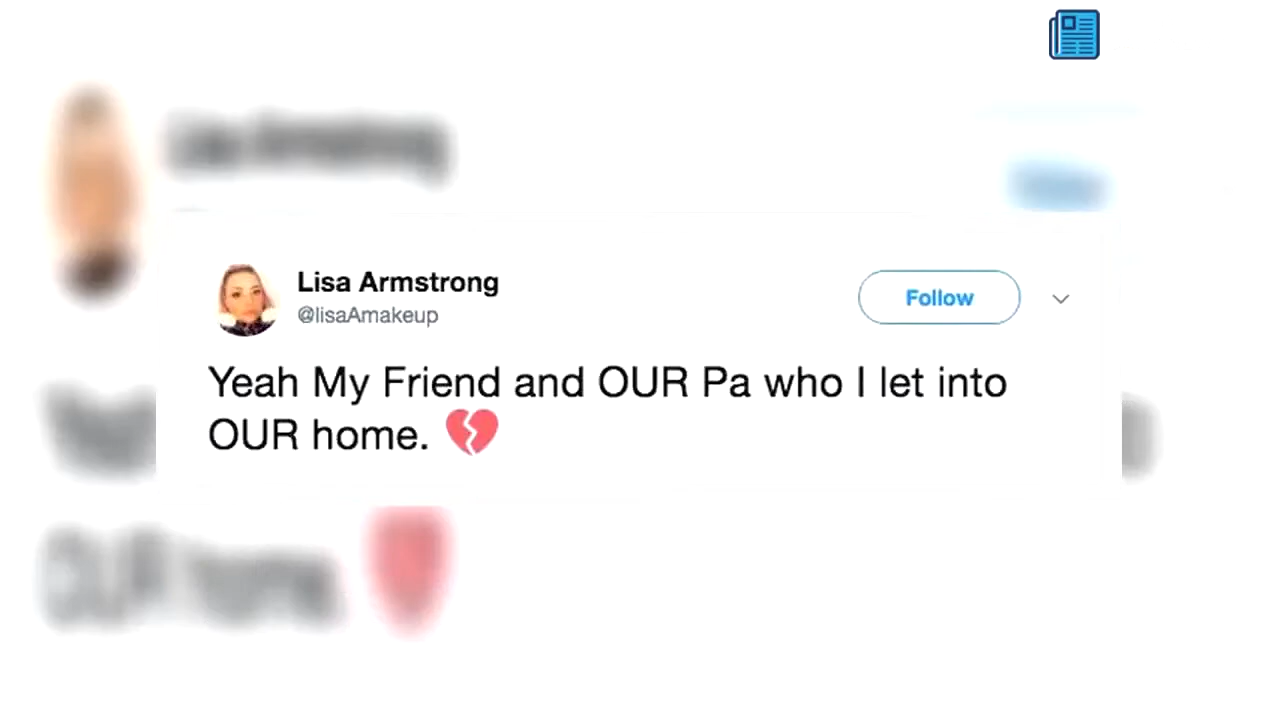 Lisa Armstrong
@lisaAmakeup
Follow
Yeah My Friend and OUR Pa who I let into
OUR home. 💔